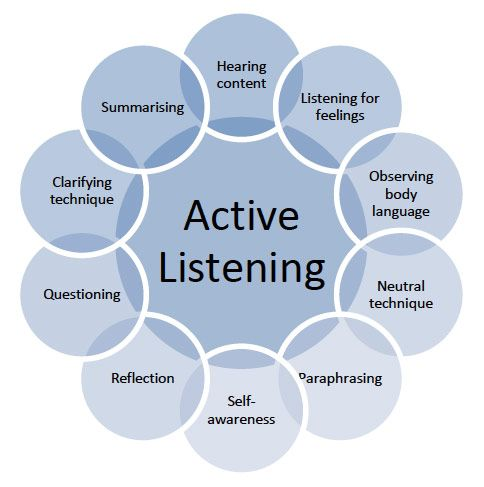 Hearing
content
Listening for
feelings
Observing
body
language
Neutral
technique
Paraphrasing
Self-
awareness
Reflection
Questioning
Clarifying
technique
Summarising
Active
Listening